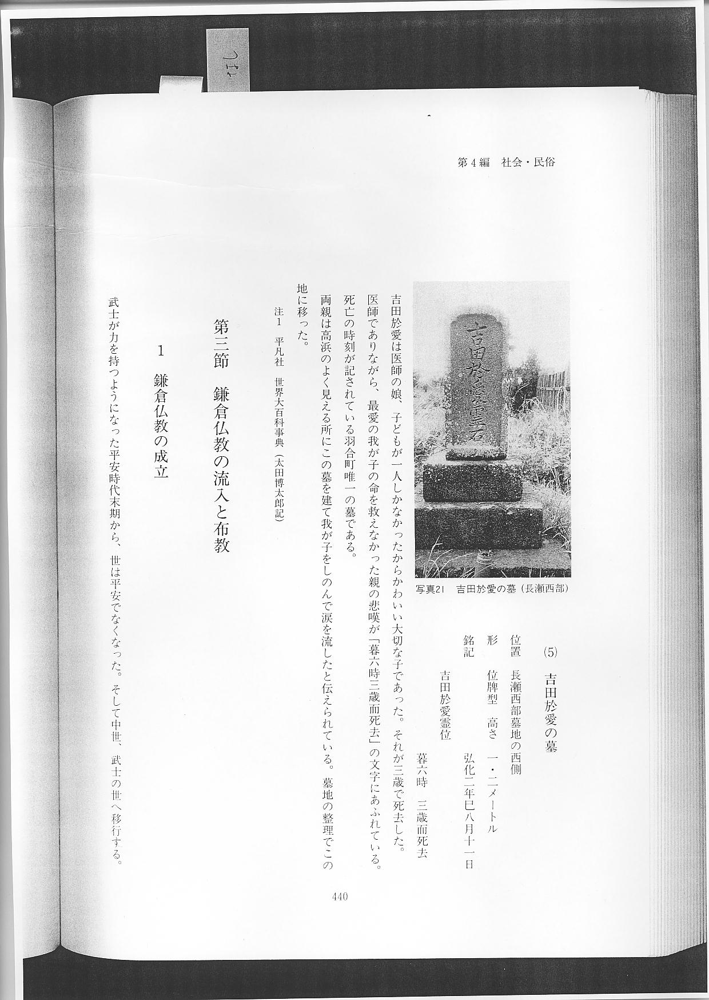 第4編　社会・民俗
吉田於愛霊石
写真21　吉田於愛の墓（長瀬西部）
(5)　吉田於愛の墓
位置　長瀬西部墓地の西側
形　　位牌型　高さ　一・二メートル
銘記　　　　　　　　弘化二年巳八月十一日
吉田於愛霊位
暮六時　三歳而死去
吉田於愛は医師の娘、子どもが一人しかなかったからかわいい大切な子であった。それが三歳で死去した。
医師でありながら、最愛の我が子の命を救えなかった親の悲嘆が「暮六時三歳而死去」の文字にあふれている。
死亡の時刻が記されている羽合町唯一の墓である。
両親は高浜のよく見える所にこの墓を建て我が子をしのんで涙を流したと伝えられている。墓地の整理でこの
地に移った。
注1　平凡社　世界大百科事典（太田博太郎記）
第三節　鎌倉仏教の流入と布教
1　鎌倉仏教の成立
武士が力を持つようになった平安時代末期から、世は平安でなくなった。そして中世、武士の世へ移行する。
440